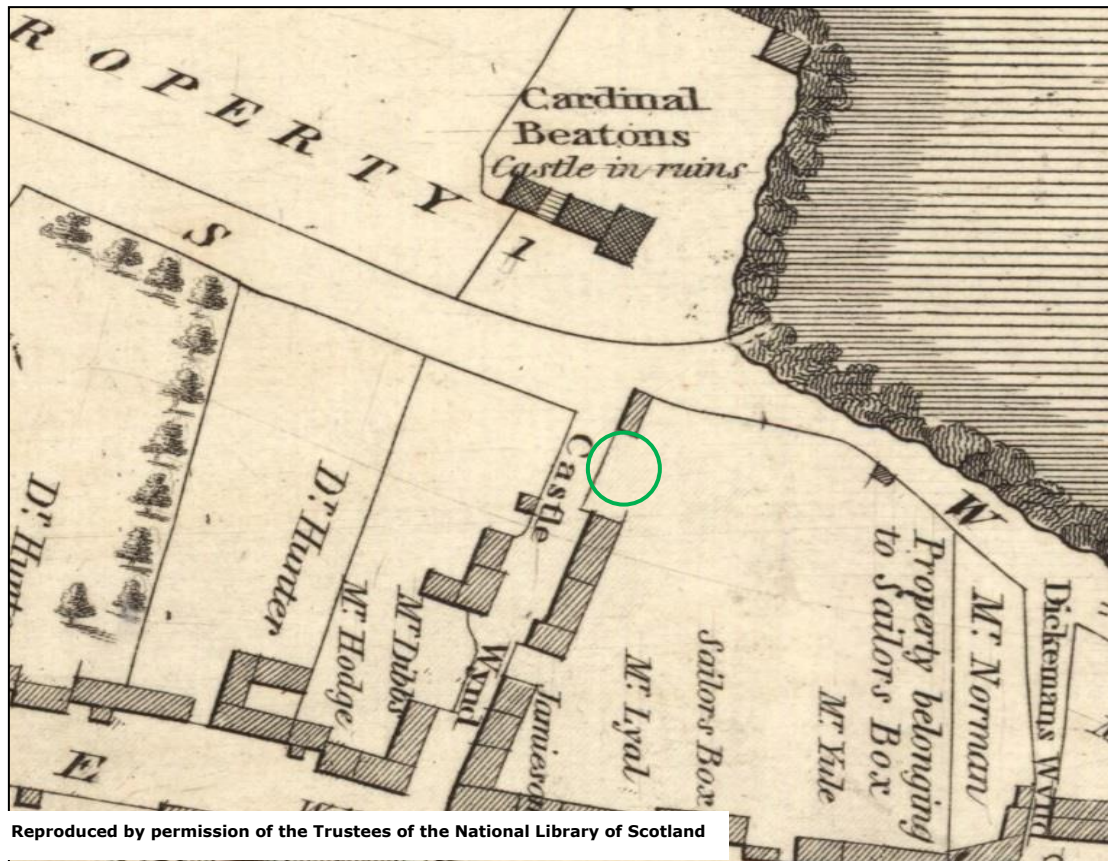 ROPERTY
Cardinal
Beatons
Castle in ruins
1
S
Castle
Wynd
W
Dr. Hunter
Mr. Hodge
Mr. Dubbs
Jamieson
Mr. Lyal
Sailors Box
Mr. Yule
Property belonging
to Sailors Box
Mr. Norman
Dickemans Wynd
E
Reproduced by permission of the Trustees of the National Library of Scotland